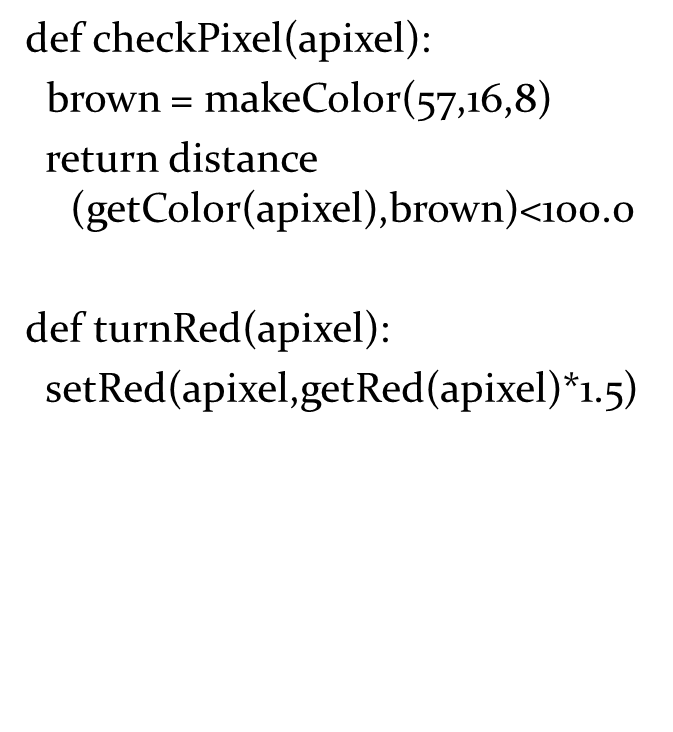 def checkPixel(apixel):
brown = makeColor(57,16,8)
return distance
(getColor(apixel),brown)<100.0
def turnRed(apixel):
setRed(apixel,getRed(apixel)*1.5)